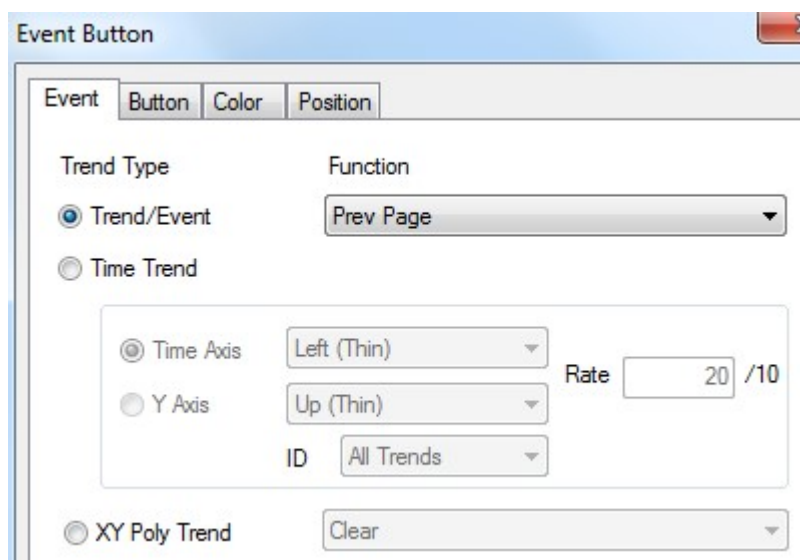 Event Button
Event Button Color Position
Trend Type Function
Trend/Event Prev Page
Time Trend
Time Axis Left (Thin)
Rate 20 /10
Y Axis Up (Thin)
ID All Trends
XY Poly Trend Clear